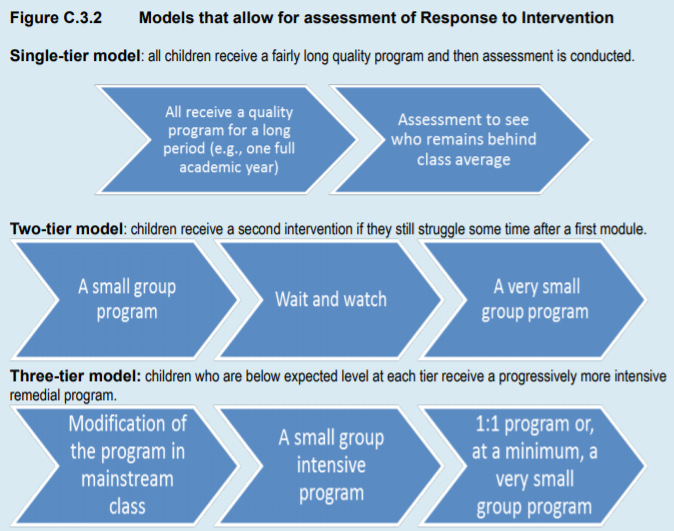 Figure C.3.2 Models that allow for assessment of Response to Intervention
Single-tier model: all children receive a fairly long quality program and then assessment is conducted.
All receive a quality
program for a long
period (e.g., one full
academic year)
Assessment to see
who remains behind
class average
Two-tier model: children receive a second intervention if they still struggle some time after a first module.
A small group
program
Wait and watch
A very small
group program
Three-tier model: children who are below expected level at each tier receive a progressively more intensive
remedial program.
Modification of
the program in
mainstream
class
A small group
intensive
program
1:1 program or,
at a minimum, a
very small
group program